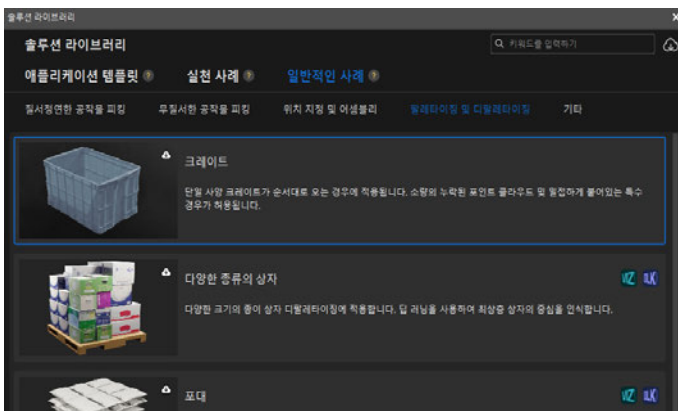 솔루션 라이브러리
솔루션 라이브러리
키워드를 입력하기
애플리케이션 템플릿 실천 사례 일반적인 사례
질서정연한 공작물 피킹 무질서한 공작물 피킹 위치 지정 및 어셈블리 팔레타이징 및 디팔레타이징 기타
크레이트
단일 사양 크레이트가 순서대로 오는 경우에 적용됩니다. 소량의 누락된 포인트 클라우드 및 밀접하게 붙어있는 특수
경우가 허용됩니다.
다양한 종류의 상자
VIZ
다양한 크기의 종이 상자 디팔레타이징에 적용합니다. 딥 러닝을 사용하여 최상층 상자의 중심을 인식합니다.
포대
VIZ